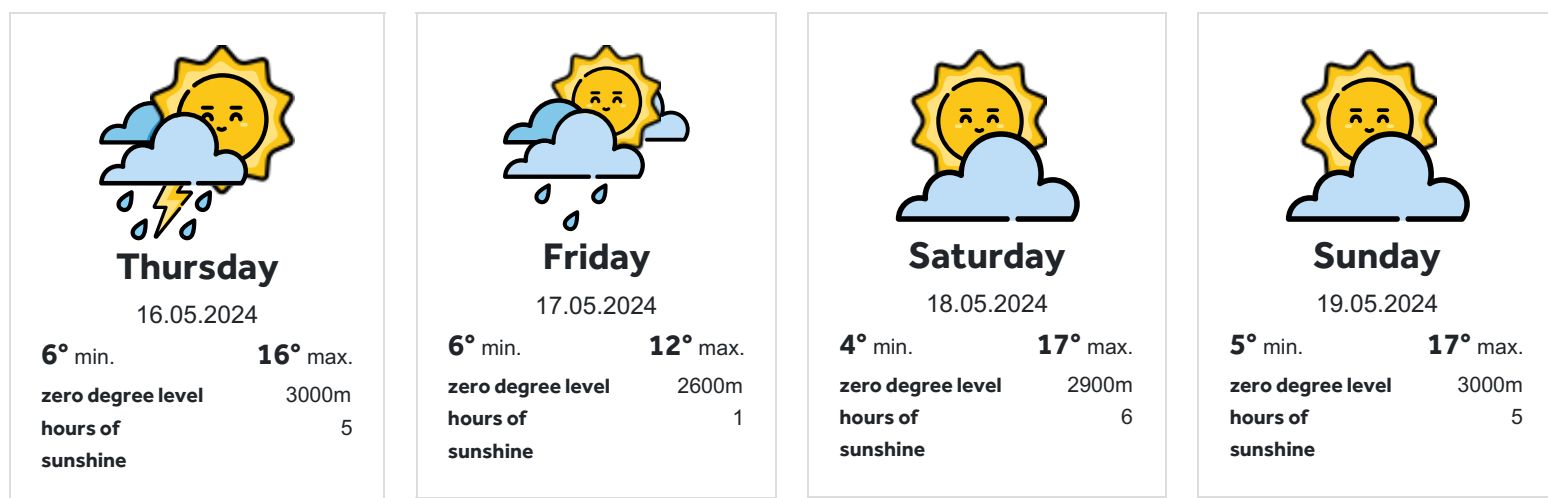 Thursday
16.05.2024
6° min. 16° max.
zero degree level 3000m
hours of 5
sunshine
Friday
17.05.2024
6° min. 12° max.
zero degree level 2600m
hours of 1
sunshine
Saturday
18.05.2024
4° min. 17° max.
zero degree level 2900m
hours of 6
sunshine
Sunday
19.05.2024
5° min. 17° max.
zero degree level 3000m
hours of 5
sunshine